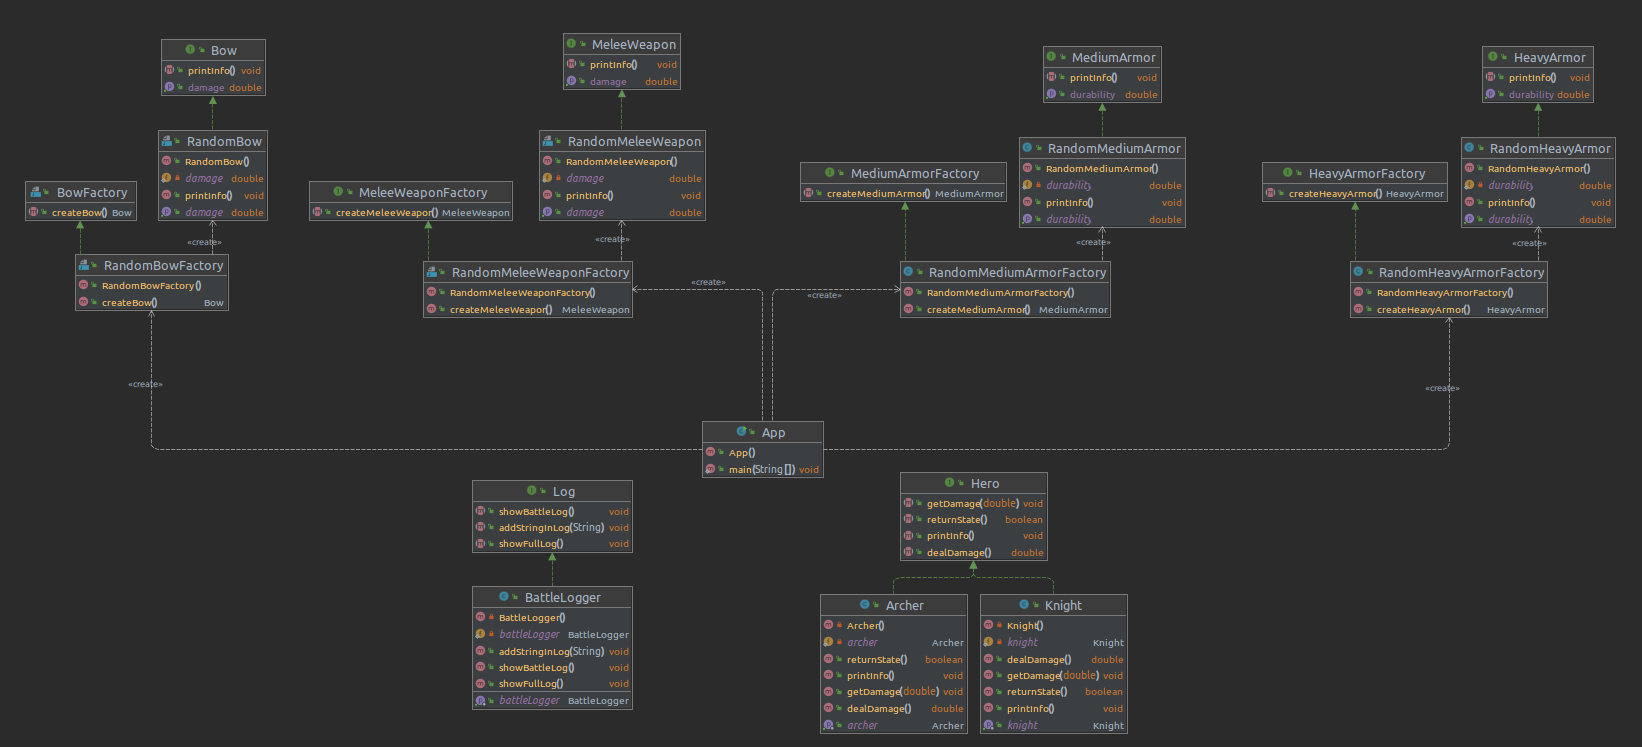 Bow
printInfo() void
damage double
MeleeWeapon
printInfo() void
damage double
MediumArmor
printInfo() void
durability double
HeavyArmor
printInfo() void
durability double
RandomBow
RandomBow()
damage double
printInfo() void
damage double
RandomMeleeWeapon
RandomMeleeWeapon()
damage double
printInfo() void
damage double
RandomMediumArmor
RandomMediumArmor()
durability double
printInfo() void
durability double
RandomHeavyArmor
RandomHeavyArmor()
durability double
printInfo() void
durability double
BowFactory
createBow() Bow
MeleeWeaponFactory
createMeleeWeapon() MeleeWeapon
MediumArmorFactory
createMediumArmor() MediumArmor
HeavyArmorFactory
createHeavyArmor() HeavyArmor
«create»
«create»
«create»
«create»
RandomBowFactory
RandomBowFactory()
createBow() Bow
RandomMeleeWeaponFactory
RandomMeleeWeaponFactory()
createMeleeWeapon() MeleeWeapon
RandomMediumArmorFactory
RandomMediumArmorFactory()
createMediumArmor() MediumArmor
RandomHeavyArmorFactory
RandomHeavyArmorFactory()
createHeavyArmor() HeavyArmor
«create»
«create»
«create»
«create»
App
App()
main(String[]) void
Log
showBattleLog() void
addStringInLog(String) void
showFullLog() void
Hero
getDamage(double) void
returnState() boolean
printInfo() void
dealDamage() double
BattleLogger
BattleLogger()
battleLogger BattleLogger
addStringInLog(String) void
showBattleLog() void
showFullLog() void
battleLogger BattleLogger
Archer
Archer()
archer Archer
returnState() boolean
printInfo() void
getDamage(double) void
dealDamage() double
archer Archer
Knight
Knight()
knight Knight
dealDamage() double
getDamage(double) void
returnState() boolean
printInfo() void
knight Knight